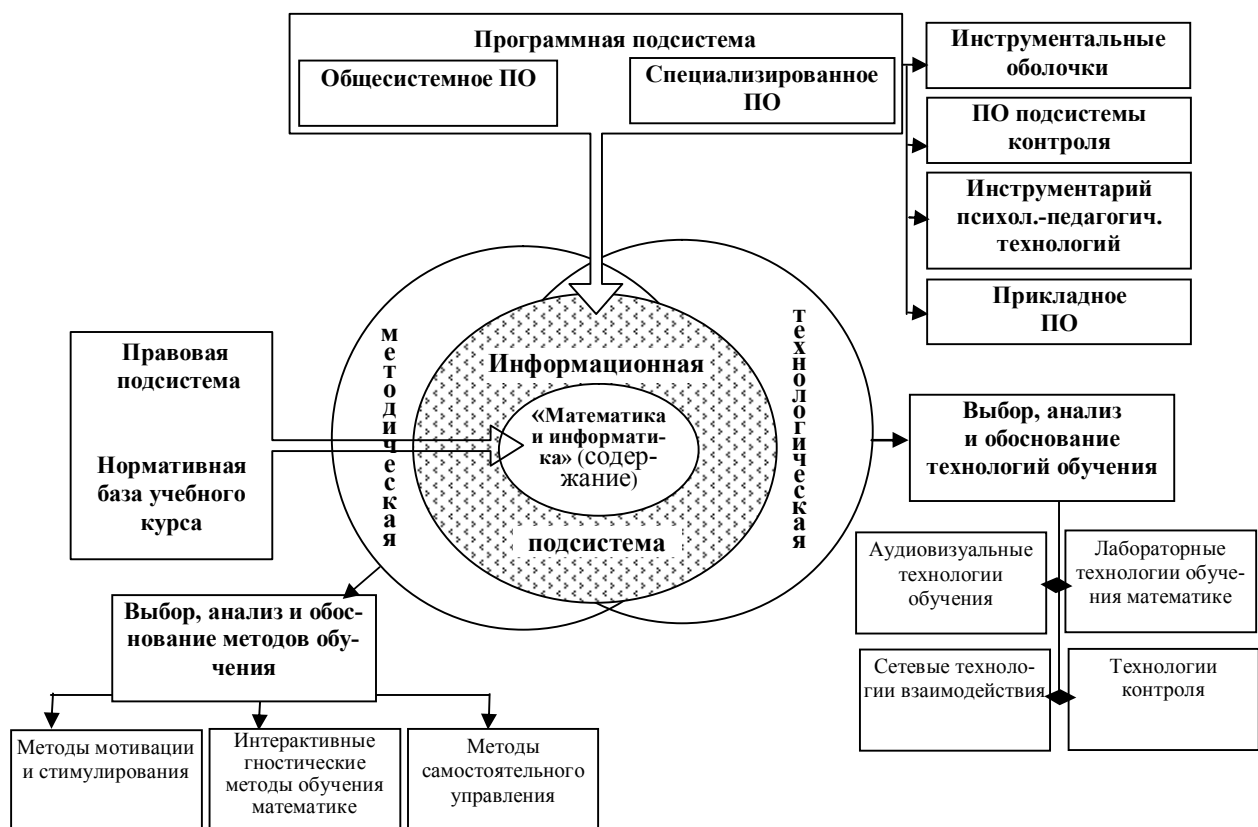 Программная подсистема
Общесистемное ПО
Специализированное
ПО
Инструментальные
оболочки
ПО подсистемы
контроля
Инструментарий
психол.-педагогич.
технологий
Прикладное
ПО
Правовая
подсистема
Нормативная
база учебного
курса
методическая
Информационная
«Математика
и информати-
ка» (содер-
жание)
подсистема
технологическая
Выбор, анализ
и обоснование
технологий обучения
Аудиовизуальные
технологии
обучения
Лабораторные
технологии обуче-
ния математике
Сетевые техноло-
гии взаимодействия
Технологии
контроля
Выбор, анализ и обос-
нование методов обу-
чения
Методы мотивации
и стимулирования
Интерактивные
гностические
методы обучения
математике
Методы
самостоятельного
управления